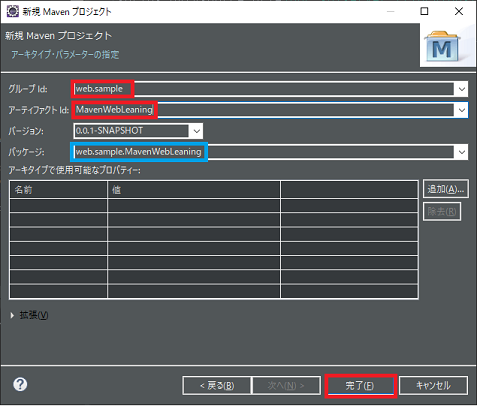 新規 Maven プロジェクト
新規 Maven プロジェクト
アーキタイプ・パラメーターの指定
M
グループ Id: web.sample
アーティファクト Id: MavenWebLeaning
バージョン: 0.0.1-SNAPSHOT
パッケージ: web.sample.MavenWebLeaning
アーキタイプで使用可能なプロパティー:
名前 値
追加(A)...
除去(R)
拡張(V)
?
< 戻る(B) 次へ(N) > 完了(F) キャンセル